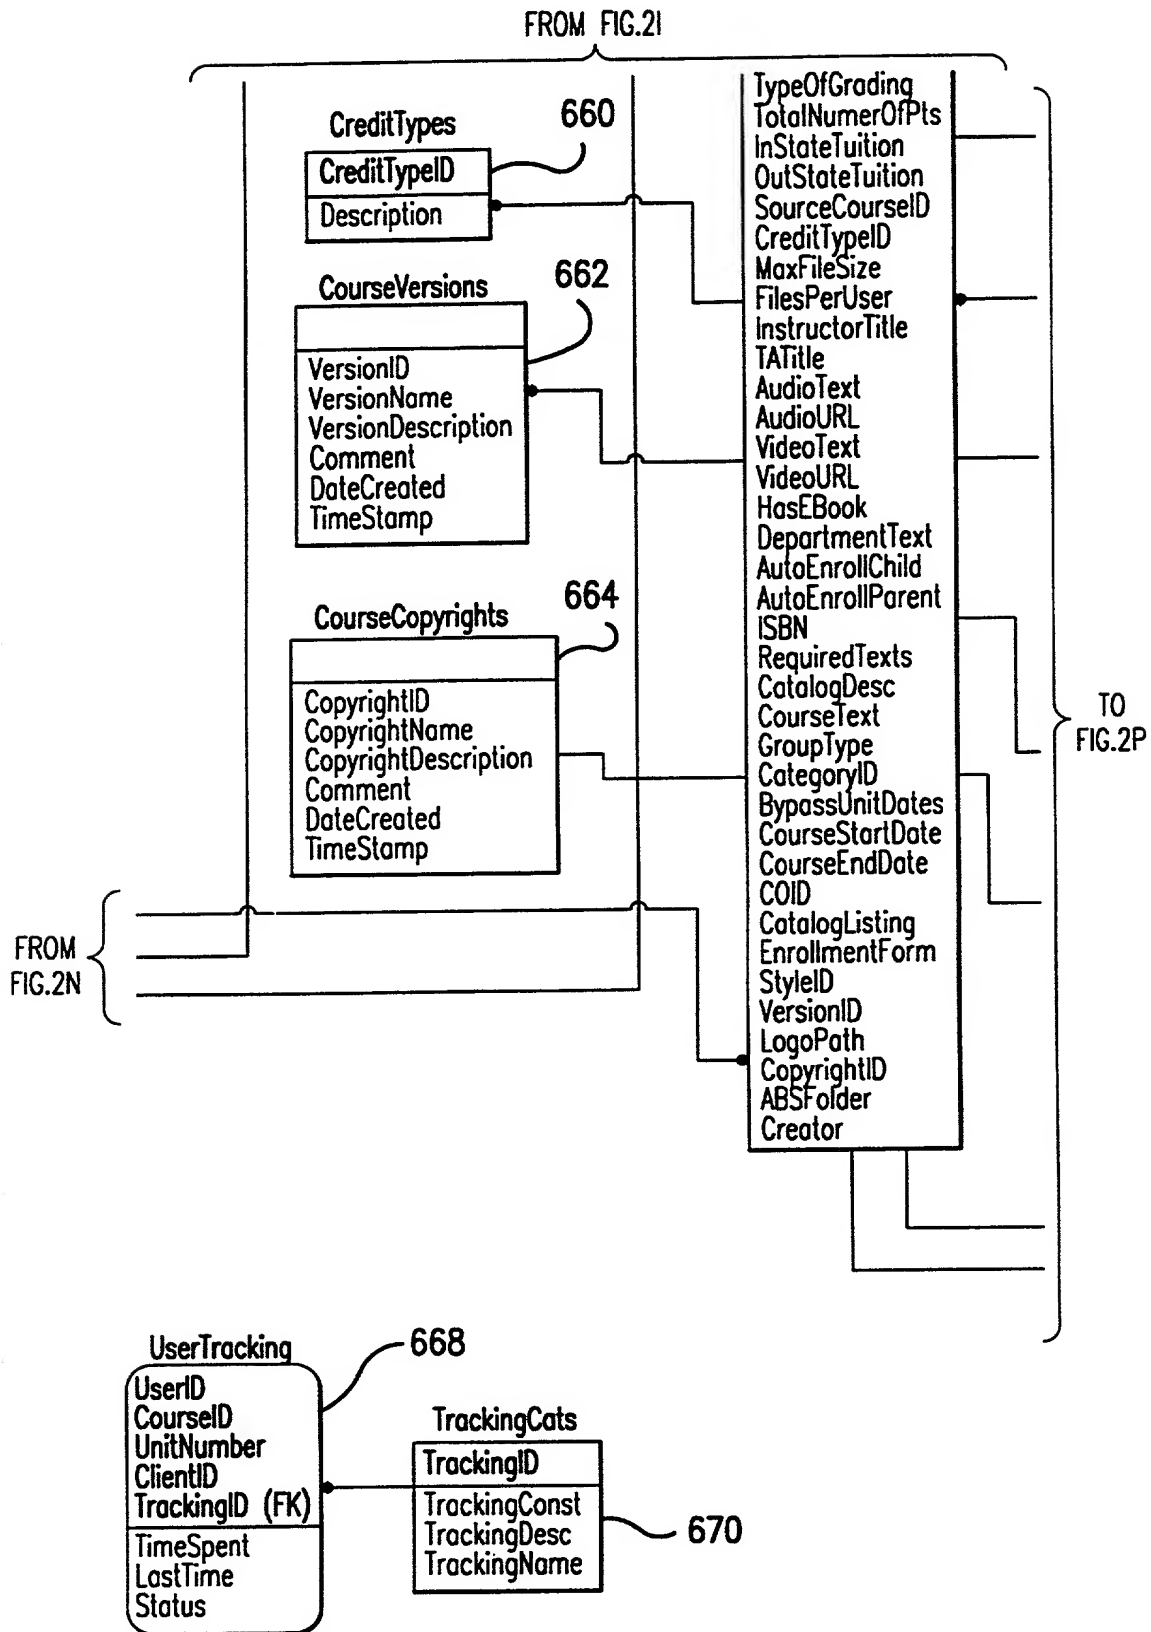 FROM FIG.2I
CreditTypes
660
CreditTypeID
Description
CourseVersions
662
VersionID
VersionName
VersionDescription
Comment
DateCreated
TimeStamp
CourseCopyrights
664
CopyrightID
CopyrightName
CopyrightDescription
Comment
DateCreated
TimeStamp
FROM
FIG.2N
TypeOfGrading
TotalNumerOfPts
InStateTuition
OutStateTuition
SourceCourseID
CreditTypeID
MaxFileSize
FilesPerUser
InstructorTitle
TATitle
AudioText
AudioURL
VideoText
VideoURL
HasEBook
DepartmentText
AutoEnrollChild
AutoEnrollParent
ISBN
RequiredTexts
CatalogDesc
CourseText
GroupType
CategoryID
BypassUnitDates
CourseStartDate
CourseEndDate
COID
CatalogListing
EnrollmentForm
StyleID
VersionID
LogoPath
CopyrightID
ABSFolder
Creator
TO
FIG.2P
UserTracking
668
UserID
CourseID
UnitNumber
ClientID
TrackingID (FK)
TimeSpent
LastTime
Status
TrackingCats
TrackingID
TrackingConst
TrackingDesc
TrackingName
670